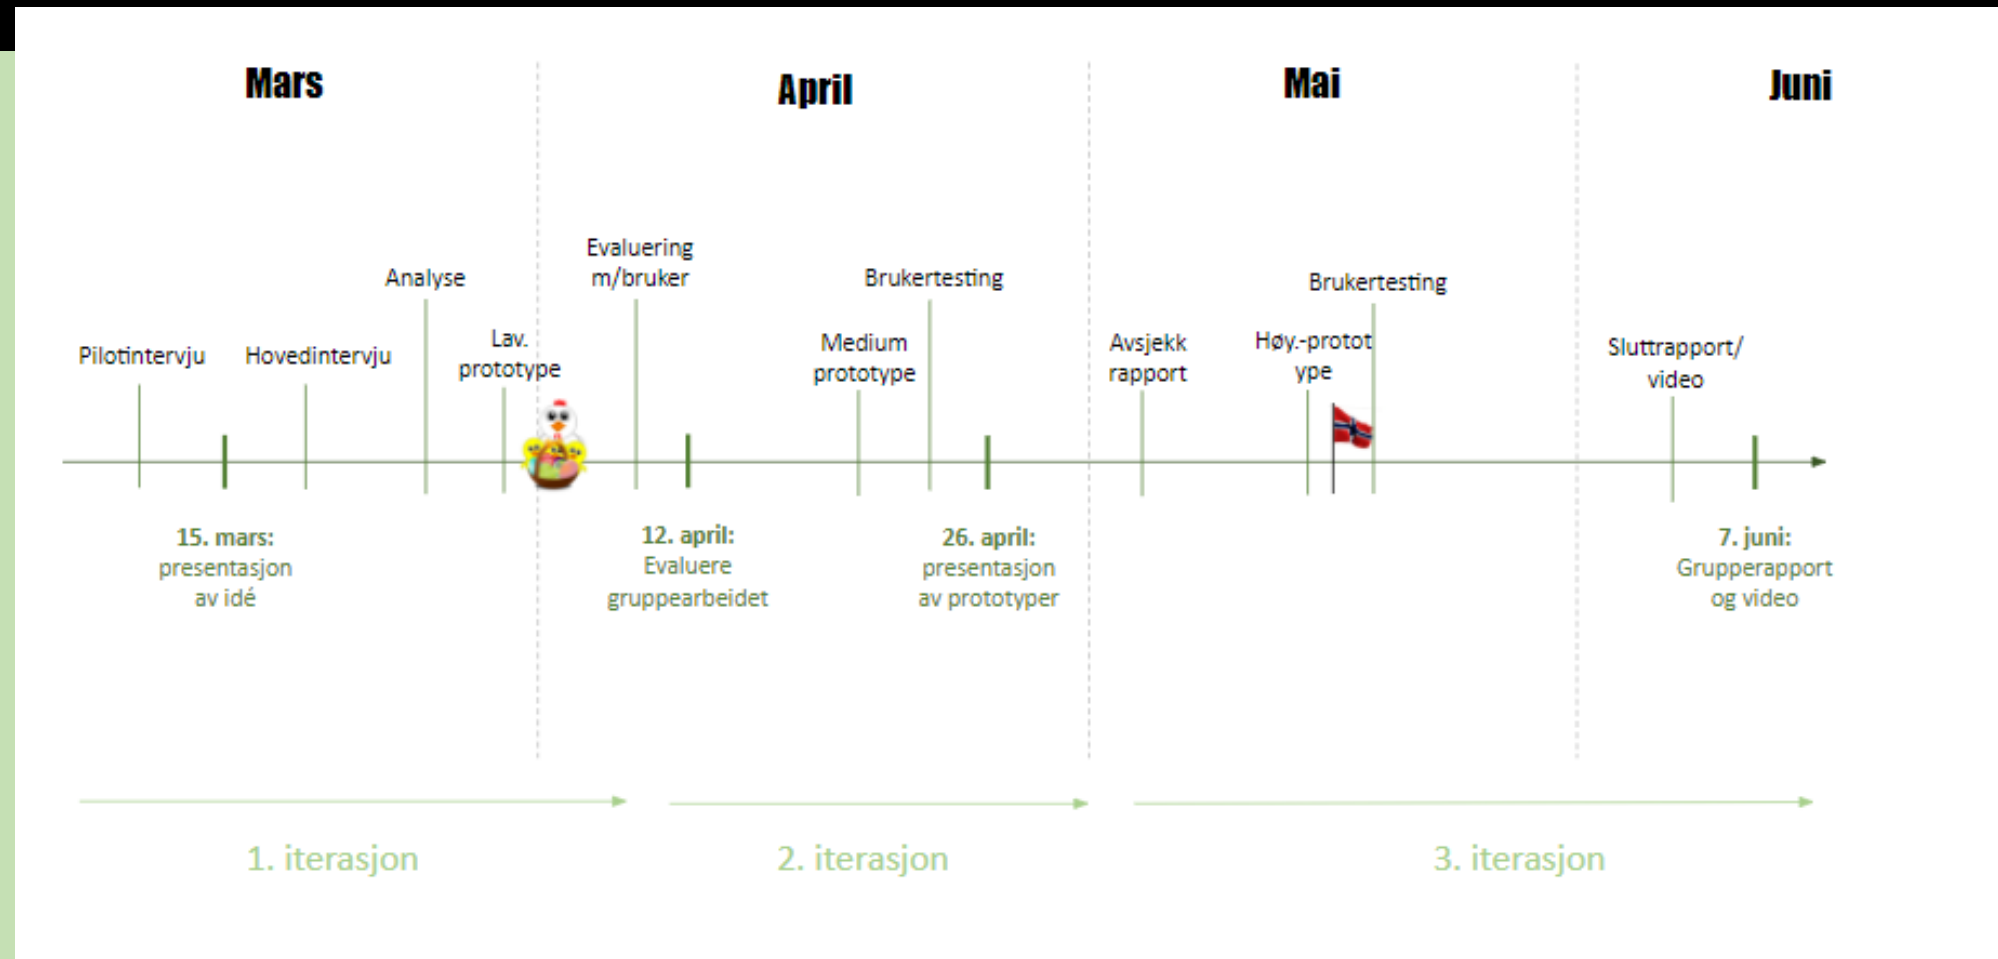 Mars
April
Mai
Juni
Evaluering
m/bruker
Analyse
Brukertesting
Brukertesting
Pilotintervju
Hovedintervju
Lav.
prototype
Medium
prototype
Avsjekk
rapport
Høy.-protot
ype
Sluttrapport/
video
15. mars:
presentasjon
av idé
12. april:
Evaluere
gruppearbeidet
26. april:
presentasjon
av prototyper
7. juni:
Grupperapport
og video
1. iterasjon
2. iterasjon
3. iterasjon